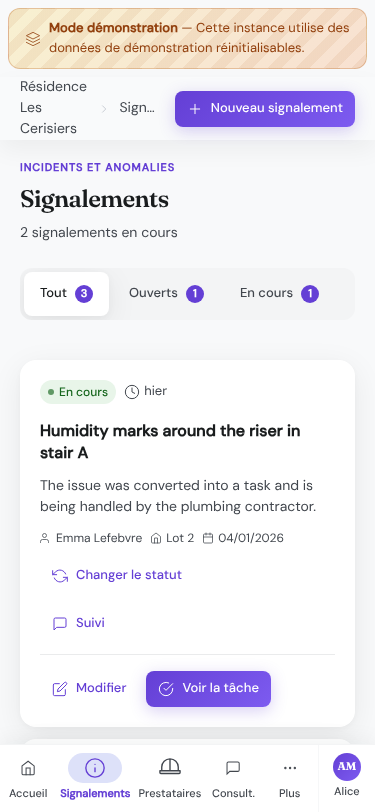 Mode démonstration — Cette instance utilise des
données de démonstration réinitialisables.
Résidence
Les
Cerisiers
Sign...
Nouveau signalement
INCIDENTS ET ANOMALIES
Signalements
2 signalements en cours
Tout 3 Ouverts 1 En cours 1
En cours hier
Humidity marks around the riser in
stair A
The issue was converted into a task and is
being handled by the plumbing contractor.
Emma Lefebvre Lot 2 04/01/2026
Changer le statut
Suivi
Modifier Voir la tâche
AM
Accueil Signalements Prestataires Consult. Plus Alice